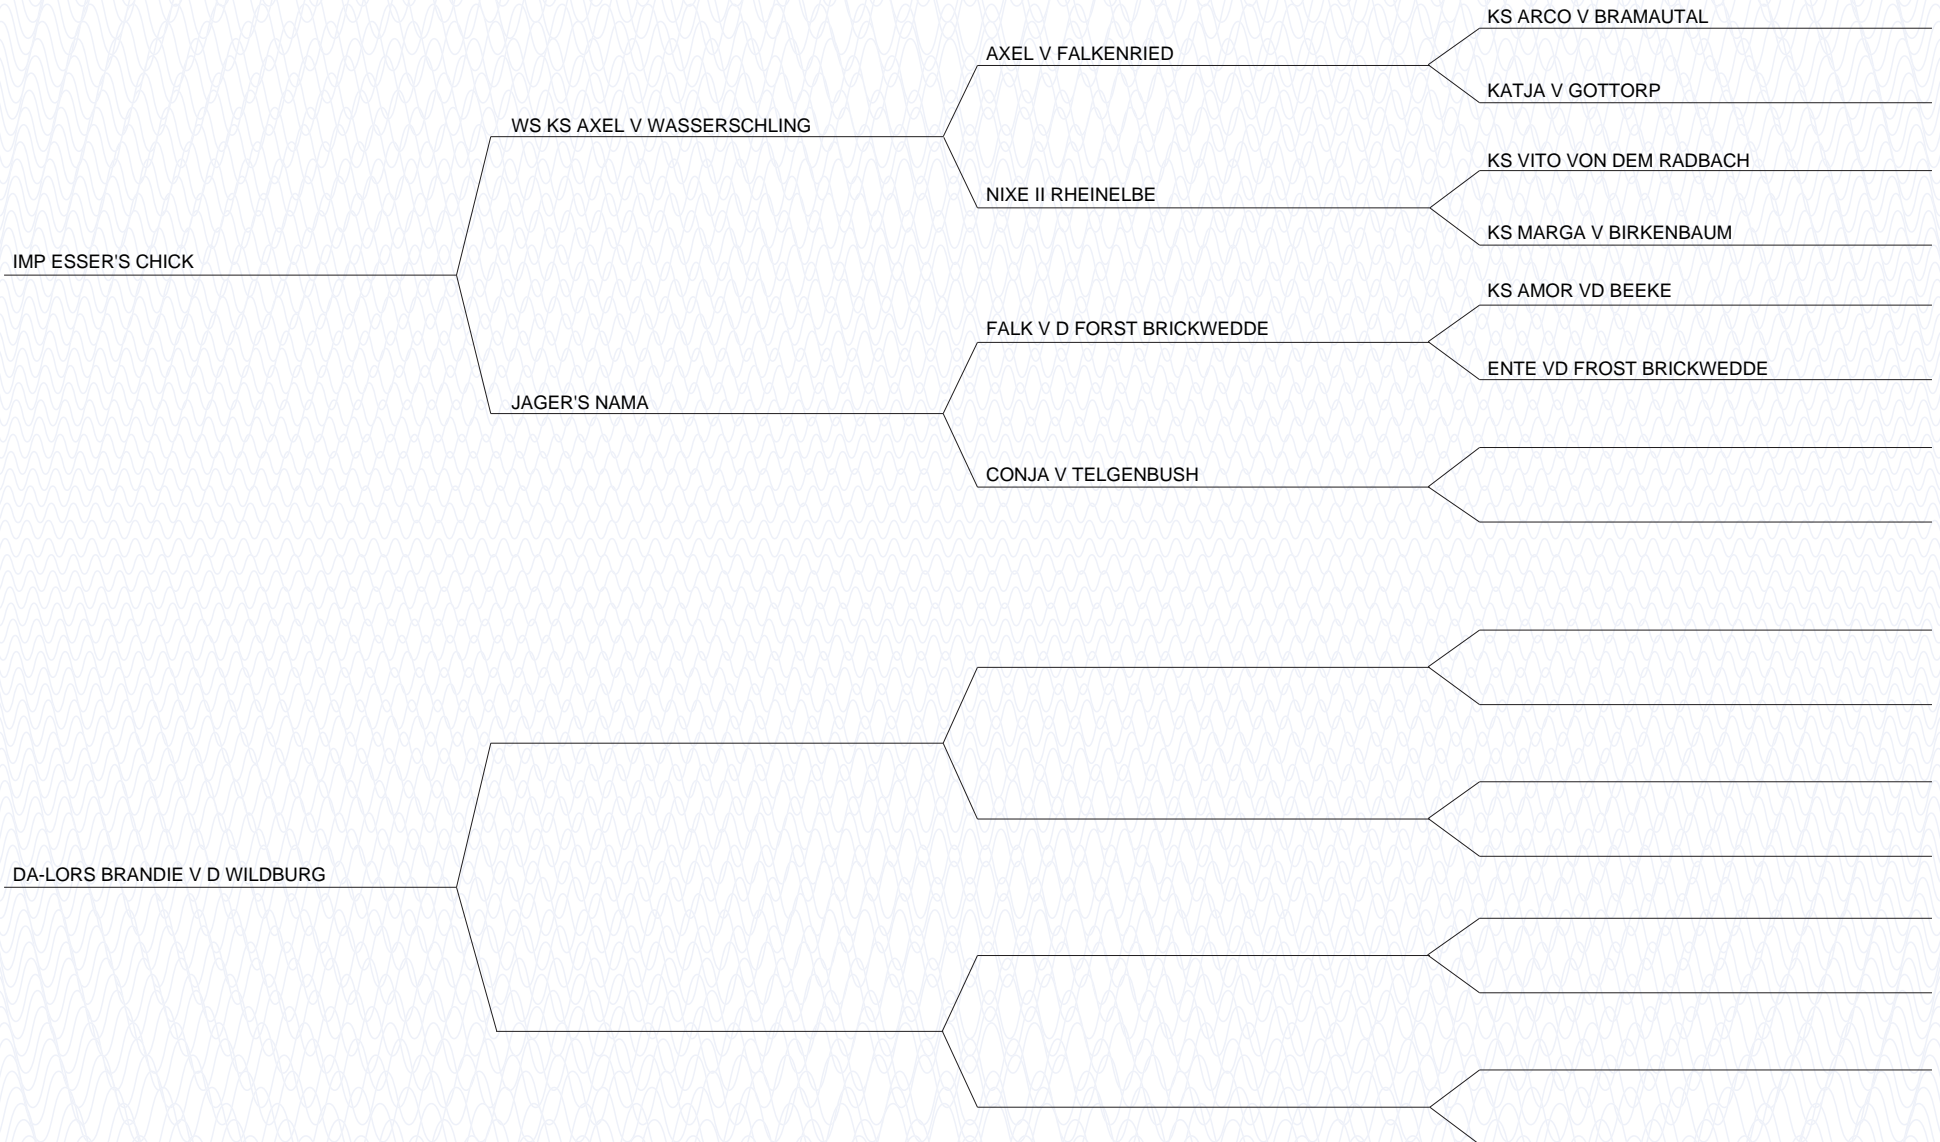 KS ARCO V BRAMAUTAL
AXEL V FALKENRIED
KATJA V GOTTORP
WS KS AXEL V WASSERSCHLING
KS VITO VON DEM RADBACH
NIXE II RHEINELBE
KS MARGA V BIRKENBAUM
IMP ESSER'S CHICK
KS AMOR VD BEEKE
FALK V D FORST BRICKWEDDE
ENTE VD FROST BRICKWEDDE
JAGER'S NAMA
CONJA V TELGENBUSH
DA-LORS BRANDIE V D WILDBURG